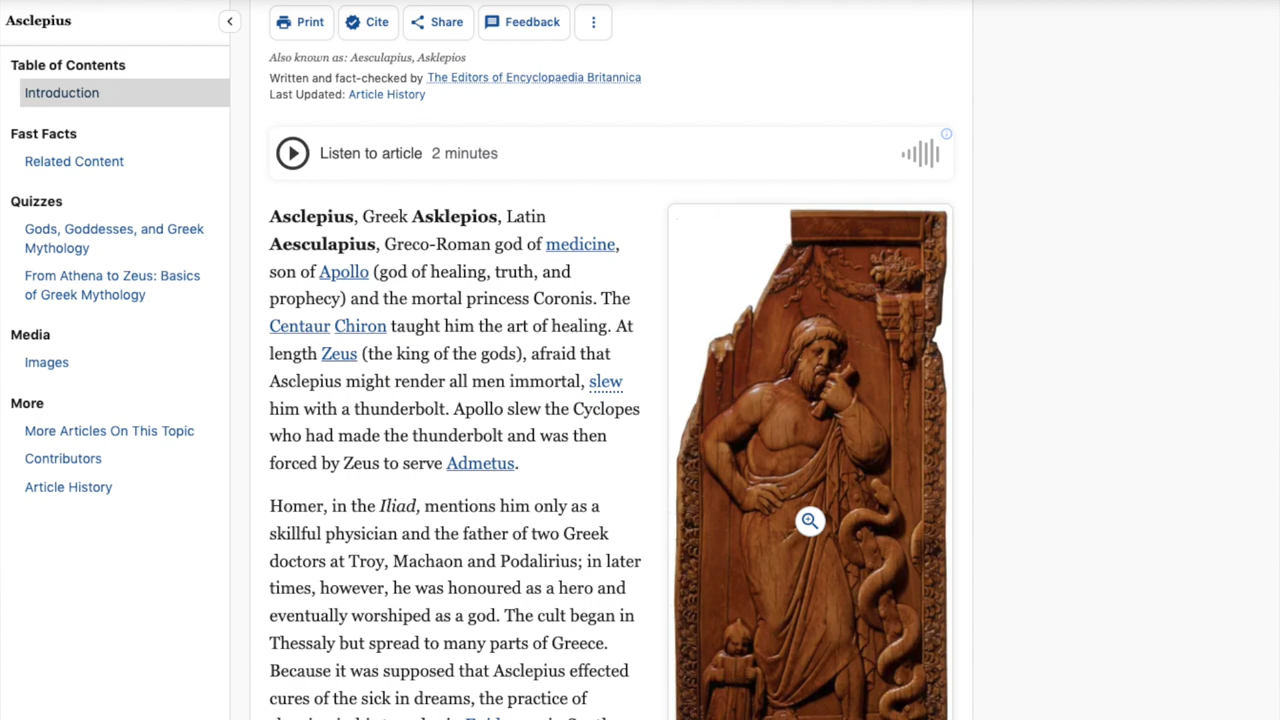 Asclepius
Print
Cite
Share
Feedback
Also known as: Aesculapius, Asklepios
Written and fact-checked by The Editors of Encyclopaedia Britannica
Last Updated: Article History
Table of Contents
Introduction
Fast Facts
Related Content
Quizzes
Gods, Goddesses, and Greek
Mythology
From Athena to Zeus: Basics
of Greek Mythology
Media
Images
More
More Articles On This Topic
Contributors
Article History
Listen to article 2 minutes
Asclepius, Greek Asklepios, Latin
Aesculapius, Greco-Roman god of medicine,
son of Apollo (god of healing, truth, and
prophecy) and the mortal princess Coronis. The
Centaur Chiron taught him the art of healing. At
length Zeus (the king of the gods), afraid that
Asclepius might render all men immortal, slew
him with a thunderbolt. Apollo slew the Cyclopes
who had made the thunderbolt and was then
forced by Zeus to serve Admetus.
Homer, in the Iliad, mentions him only as a
skillful physician and the father of two Greek
doctors at Troy, Machaon and Podalirius; in later
times, however, he was honoured as a hero and
eventually worshiped as a god. The cult began in
Thessaly but spread to many parts of Greece.
Because it was supposed that Asclepius effected
cures of the sick in dreams, the practice of